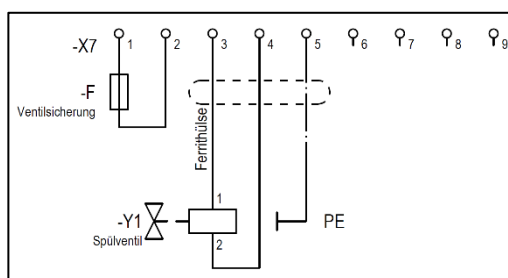 -X7 1 2 3 4 5 6 7 8 9
-F
Ventilsicherung
Ferrithülse
1
-Y1
PE
2
Spülventil